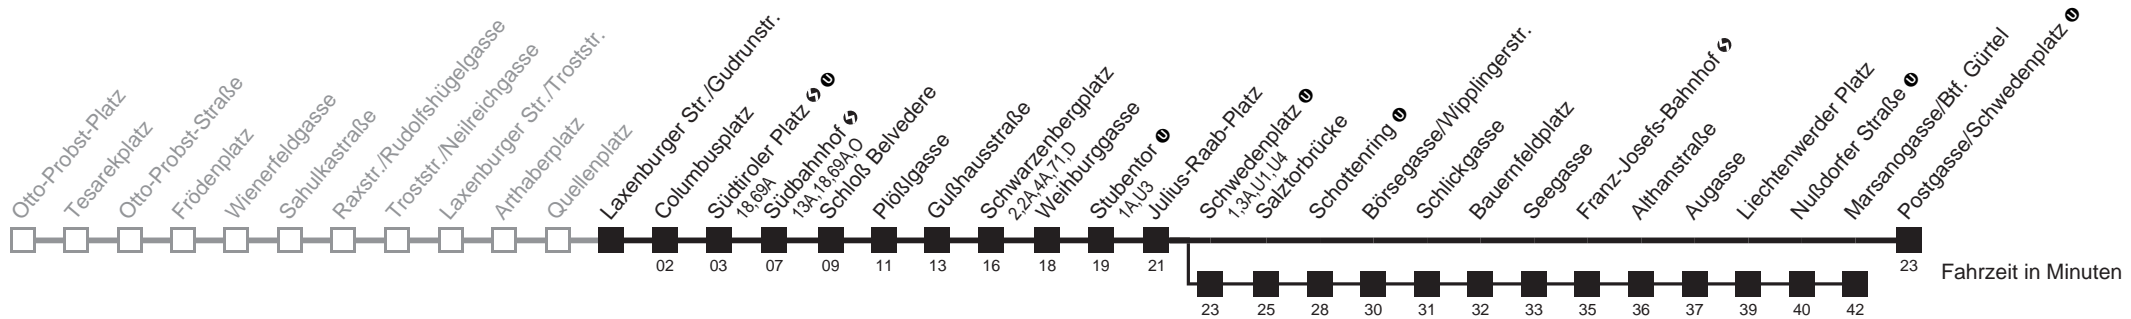 Otto-Probst-Platz
Tesarekplatz
Otto-Probst-Straße
Frödenplatz
Wienerfeldgasse
Sahulkastraße
Raxstr./Rudolfshügelgasse
Troststr./Neilreichgasse
Laxenburger Str./Troststr.
Arthaberplatz
Quellenplatz
Laxenburger Str./Gudrunstr.
Columbusplatz
Südtiroler Platz S U
18,69A
Südbahnhof S
13A,18,69A,O
Schloß Belvedere
Plößlgasse
Gußhausstraße
Schwarzenbergplatz
2,2A,4A,71,D
Weihburggasse
Stubentor U
1A,U3
Julius-Raab-Platz
Schwedenplatz U
1,3A,U1,U4
Salztorbrücke
Schottenring U
Börsegasse/Wipplingerstr.
Schlickgasse
Bauernfeldplatz
Seegasse
Franz-Josefs-Bahnhof S
Althanstraße
Augasse
Liechtenwerder Platz
Nußdorfer Straße U
Marsanogasse/Btf. Gürtel
Postgasse/Schwedenplatz U
02 03 07 09 11 13 16 18 19 21 23
Fahrzeit in Minuten
23 25 28 30 31 32 33 35 36 37 39 40 42